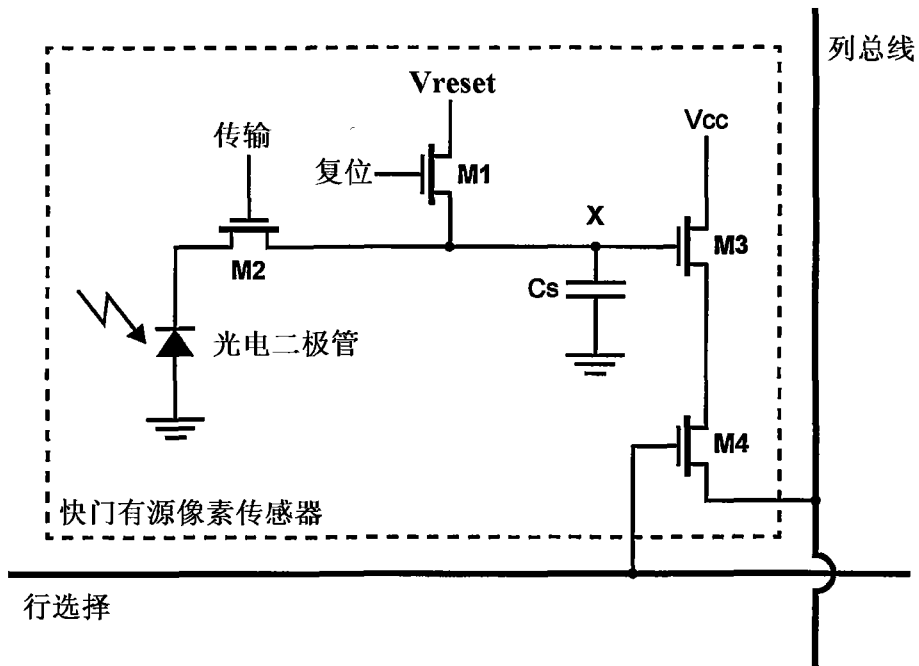 列总线
Vreset
Vcc
传输
复位
M1
X
M3
M2
Cs
光电二极管
M4
快门有源像素传感器
行选择